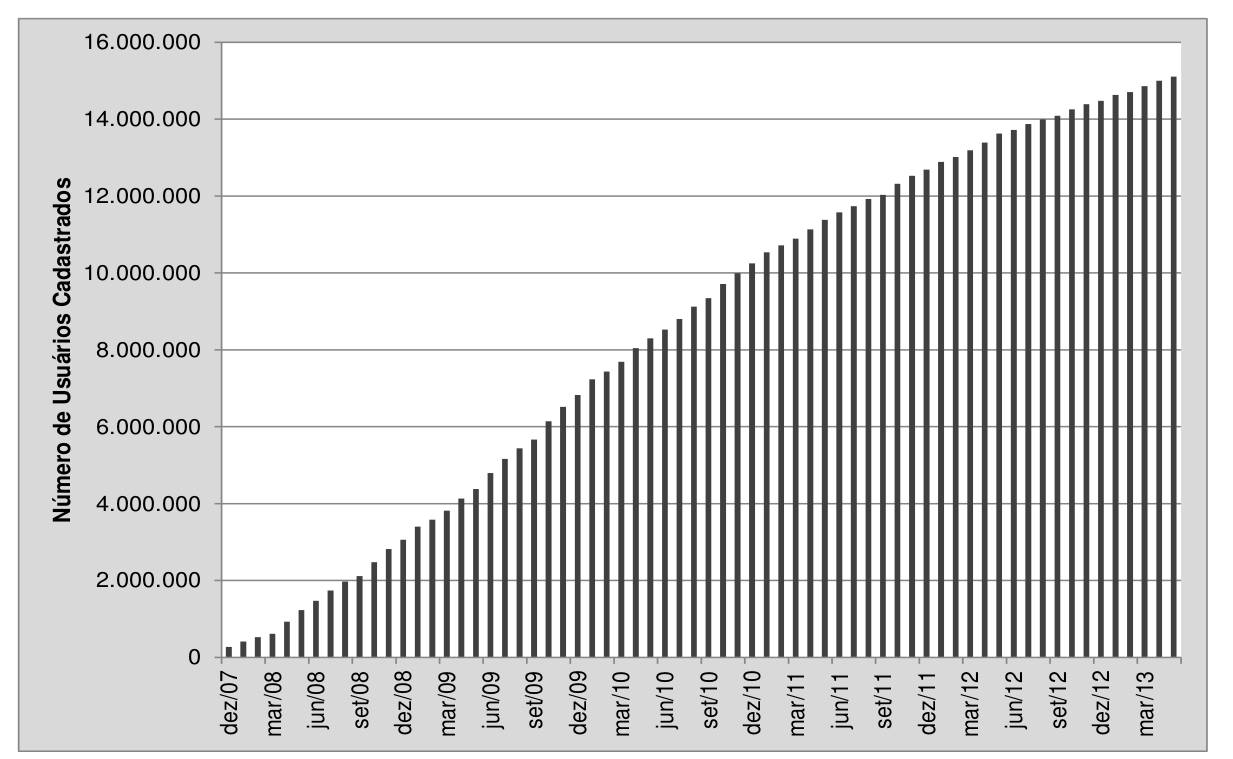 16.000.000
14.000.000
12.000.000
10.000.000
8.000.000
6.000.000
4.000.000
2.000.000
0
Número de Usuários Cadastrados
dez/07
mar/08
jun/08
set/08
dez/08
mar/09
jun/09
set/09
dez/09
mar/10
jun/10
set/10
dez/10
mar/11
jun/11
set/11
dez/11
mar/12
jun/12
set/12
dez/12
mar/13